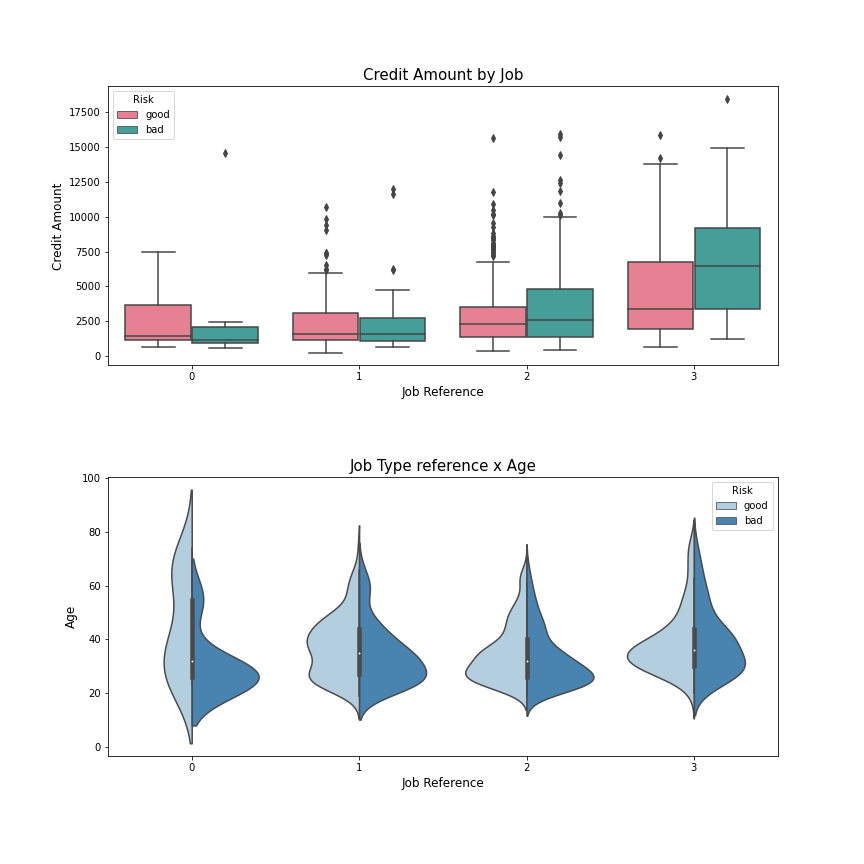 Credit Amount by Job
Risk
good
bad
17500
15000
12500
10000
7500
5000
2500
0
Credit Amount
0 1 2 3
Job Reference
Job Type reference x Age
Risk
good
bad
100
80
60
40
20
0
Age
0 1 2 3
Job Reference